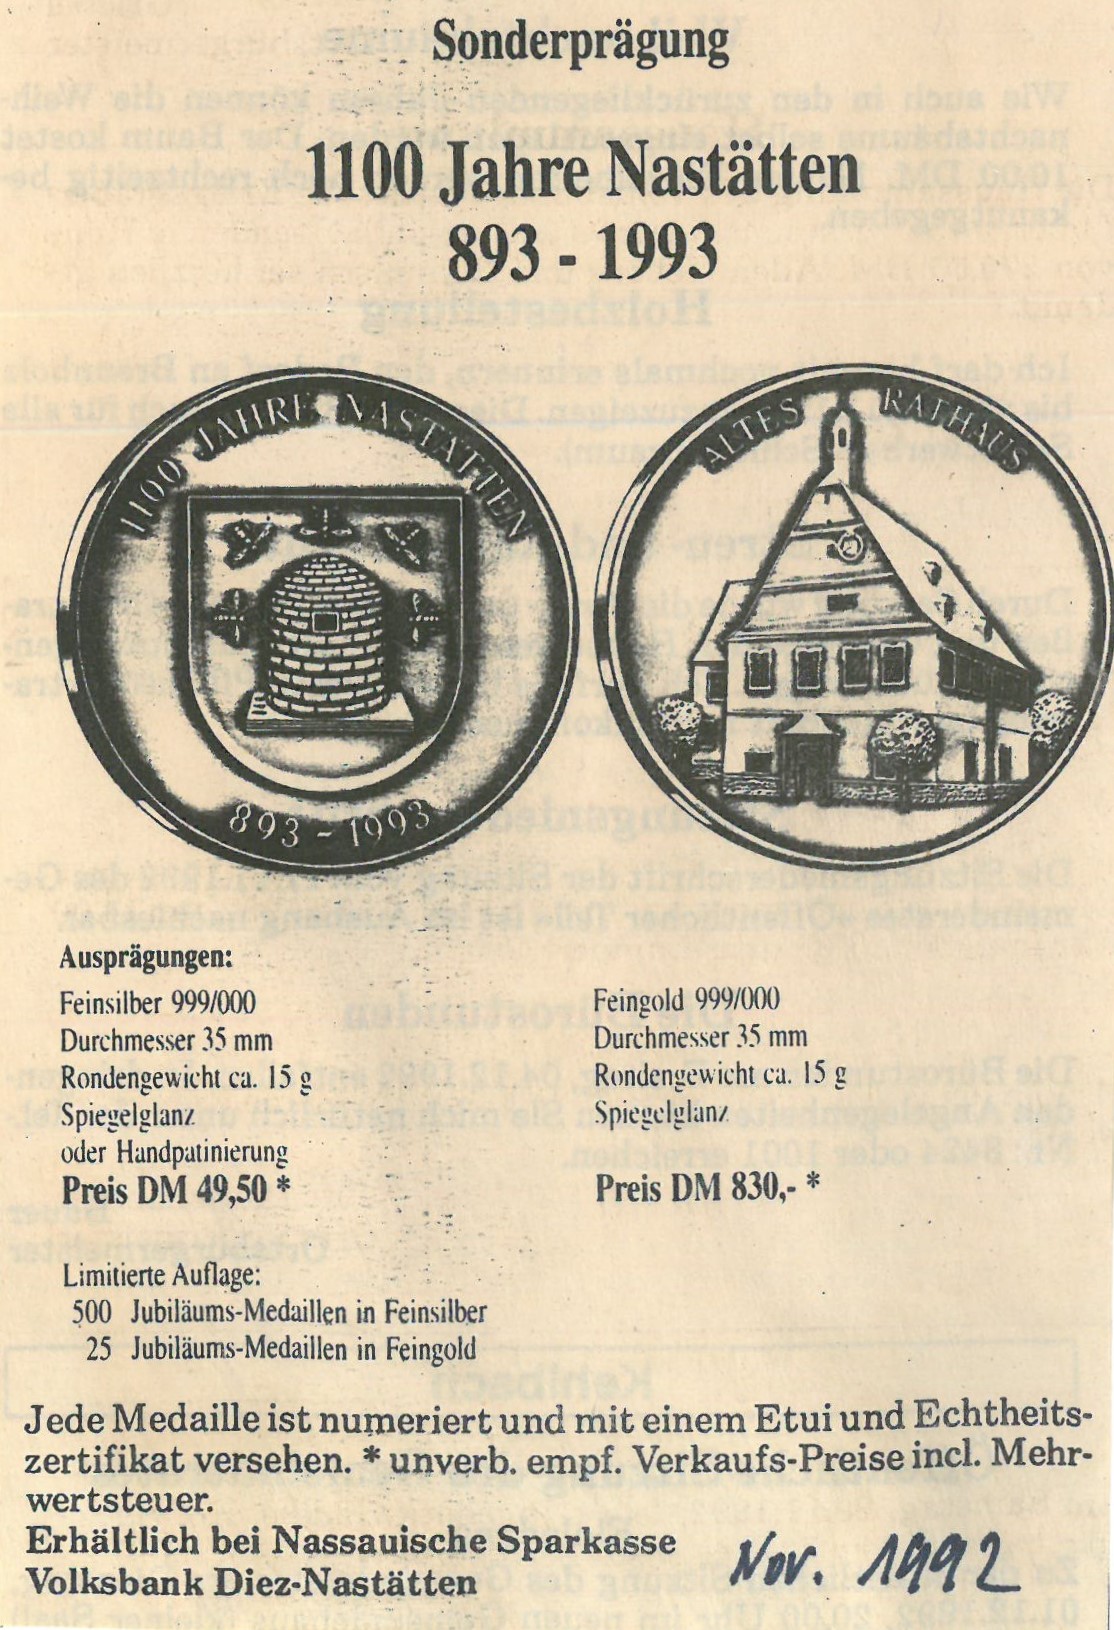 Sonderprägung
1100 Jahre Nastätten
893 - 1993
1100 JAHRE NASTÄTTEN
893 - 1993
ALTES RATHAUS
Ausprägungen:
Feinsilber 999/000
Durchmesser 35 mm
Rondengewicht ca. 15 g
Spiegelglanz
oder Handpatinierung
Preis DM 49,50 *
Feingold 999/000
Durchmesser 35 mm
Rondengewicht ca. 15 g
Spiegelglanz
Preis DM 830,- *
Limitierte Auflage:
500 Jubiläums-Medaillen in Feinsilber
25 Jubiläums-Medaillen in Feingold
Jede Medaille ist numeriert und mit einem Etui und Echtheits-
zertifikat versehen. * unverb. empf. Verkaufs-Preise incl. Mehr-
wertsteuer.
Erhältlich bei Nassauische Sparkasse
Volksbank Diez-Nastätten
Nov. 1992